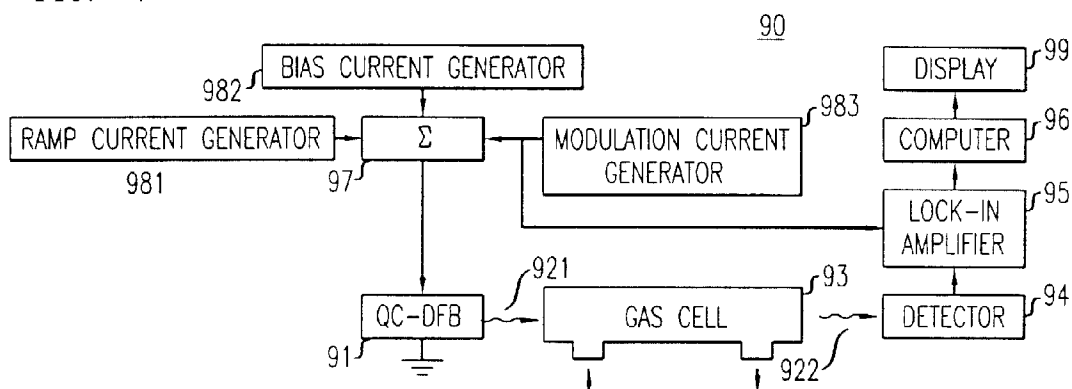 90
BIAS CURRENT GENERATOR
982
RAMP CURRENT GENERATOR
981
Σ
97
MODULATION CURRENT
GENERATOR
983
DISPLAY
99
COMPUTER
96
LOCK-IN
AMPLIFIER
95
QC-DFB
91
921
GAS CELL
93
922
DETECTOR
94